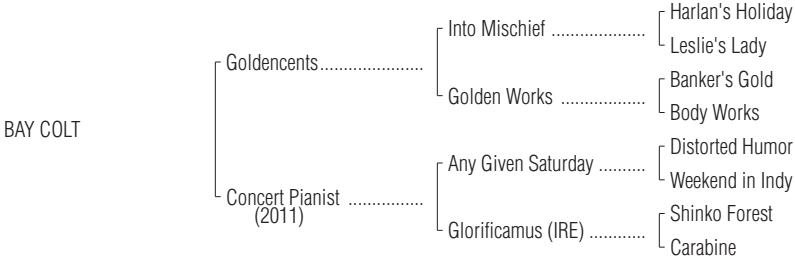 Harlan's Holiday
Into Mischief ....................
Leslie's Lady
Goldencents......................
Banker's Gold
Golden Works ..................
Body Works
BAY COLT
Distorted Humor
Any Given Saturday ..........
Weekend in Indy
Concert Pianist ................
(2011)
Shinko Forest
Glorificamus (IRE) ............
Carabine